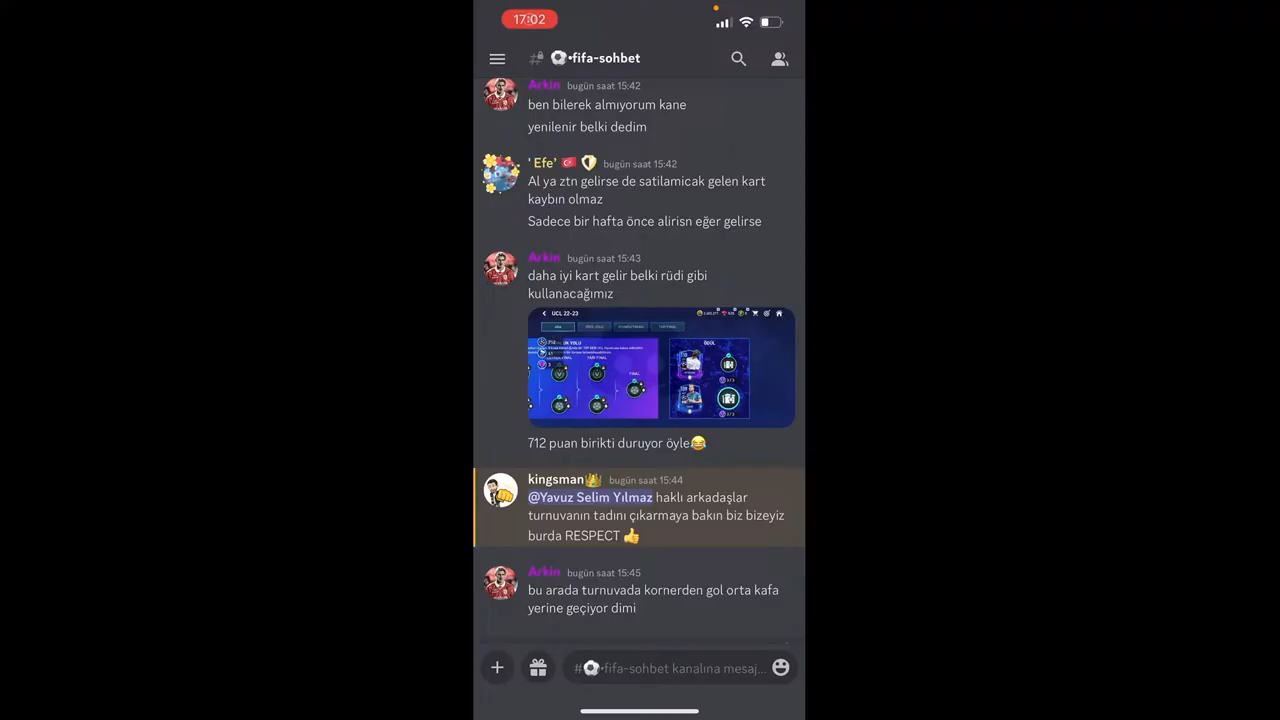 17:02
#fifa-sohbet
Arkin bugün saat 15:42
ben bilerek almıyorum kane
yenilenir belki dedim
' Efe' bugün saat 15:42
Al ya ztn gelirse de satilamicak gelen kart
kaybın olmaz
Sadece bir hafta önce alirisn eğer gelirse
Arkin bugün saat 15:43
daha iyi kart gelir belki rüdi gibi
kullanacağımız
UCL 22-23
YARI FINAL
FINAL
ÖDÜL
712 puan birikti duruyor öyle😂
kingsman👑 bugün saat 15:44
@Yavuz Selim Yılmaz haklı arkadaşlar
turnuvanın tadını çıkarmaya bakın biz bizeyiz
burda RESPECT 👍
Arkin bugün saat 15:45
bu arada turnuvada kornerden gol orta kafa
yerine geçiyor dimi
#⚽•fifa-sohbet kanalına mesaj...